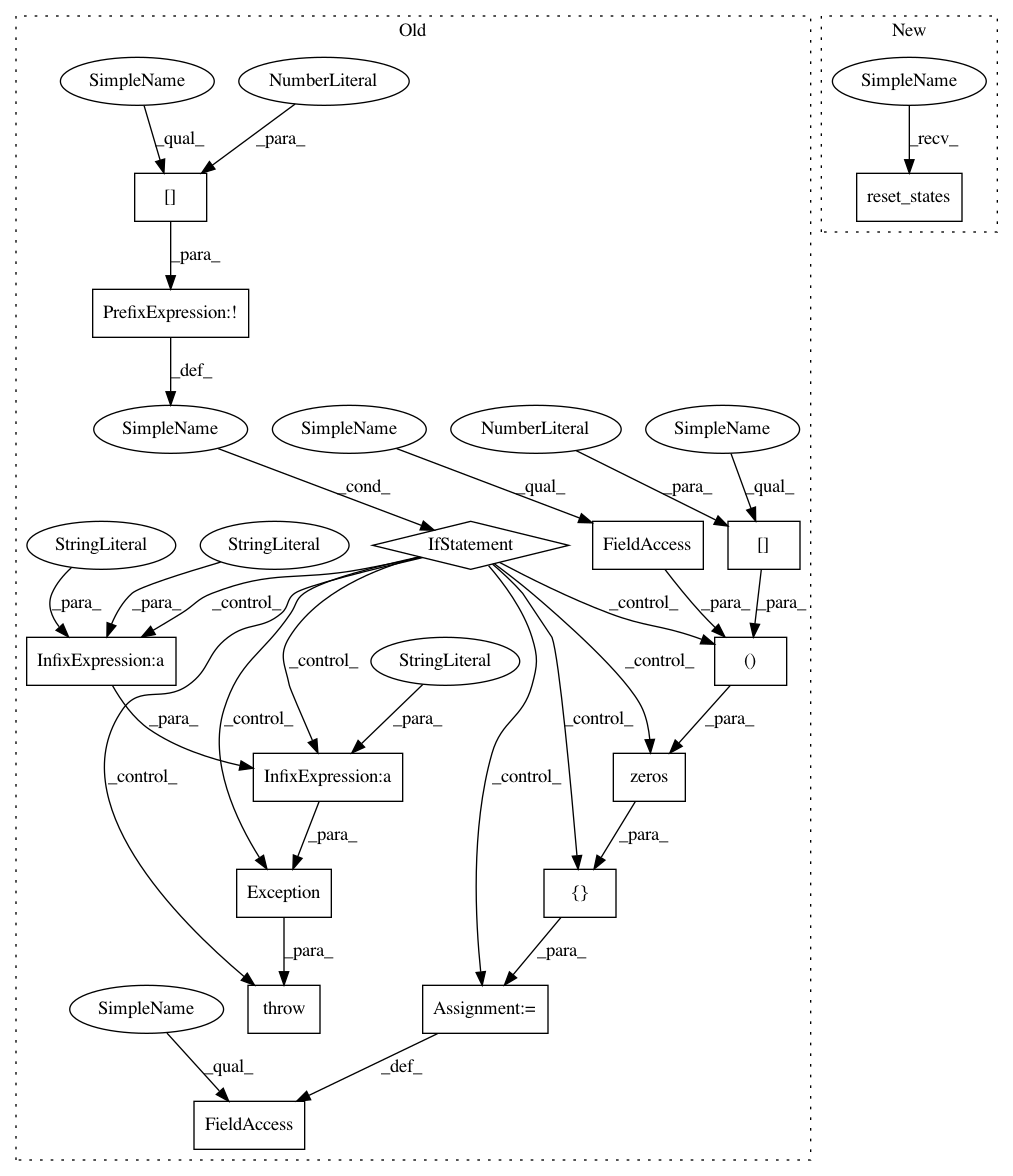 Old
New
SimpleName
NumberLiteral
SimpleName
_qual_
_para_
_recv_
[]
reset_states
_para_
PrefixExpression:!
_def_
SimpleName
SimpleName
NumberLiteral
SimpleName
_cond_
_qual_
_para_
_qual_
StringLiteral
StringLiteral
IfStatement
FieldAccess
[]
_para_
_para_
_control_
_control_
_para_
_para_
InfixExpression:a
_control_
StringLiteral
_control_
()
_para_
_control_
_control_
_para_
_para_
_control_
InfixExpression:a
_control_
zeros
_para_
_para_
Exception
{}
_para_
_para_
SimpleName
throw
Assignment:=
_qual_
_def_
FieldAccess